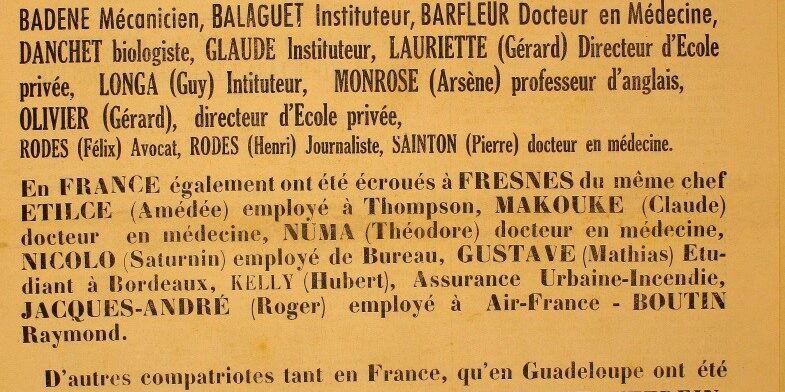 BADENE Mécanicien, BALAGUET Instituteur, BARFLEUR Docteur en Médecine,
DANCHET biologiste, GLAUDE Instituteur, LAURIETTE (Gérard) Directeur d'Ecole
privée, LONGA (Guy) Intituteur, MONROSE (Arsène) professeur d'anglais,
OLIVIER (Gérard), directeur d'Ecole privée,
RODES (Félix) Avocat, RODES (Henri) Journaliste, SAINTON (Pierre) docteur en médecine.
En FRANCE également ont été écroués à FRESNES du même chef
ETILCE (Amédée) employé à Thompson, MAKOUKE (Claude)
docteur en médecine, NUMA (Théodore) docteur en médecine,
NICOLO (Saturnin) employé de Bureau, GUSTAVE (Mathias) Etu-
diant à Bordeaux, KELLY (Hubert), Assurance Urbaine-Incendie,
JACQUES-ANDRÉ (Roger) employé à Air-France - BOUTIN
Raymond.
D'autres compatriotes tant en France, qu'en Guadeloupe ont été